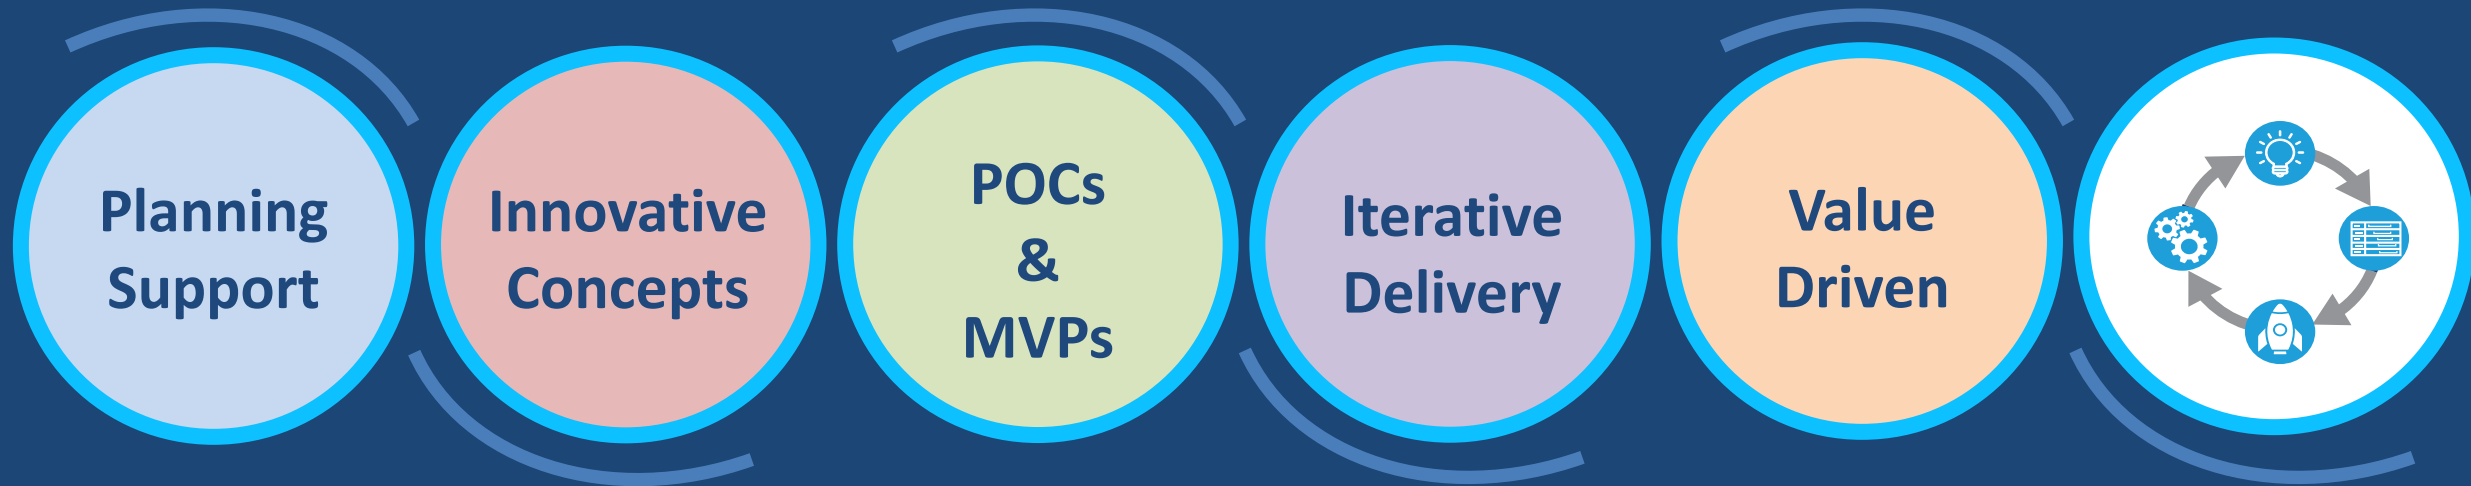 Planning
Support
Innovative
Concepts
POCs
&
MVPs
Iterative
Delivery
Value
Driven